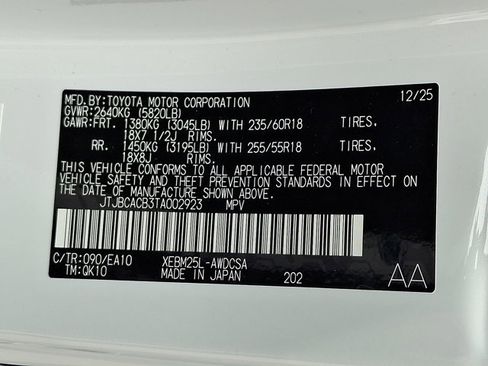 MFD.BY:TOYOTA MOTOR CORPORATION 12/25
GVWR:2640KG (5820LB)
GAWR:FRT. 1380KG (3045LB) WITH 235/60R18 TIRES.
18X7 1/2J RIMS.
RR. 1450KG (3195LB) WITH 255/55R18 TIRES.
18X8J RIMS.
THIS VEHICLE CONFORMS TO ALL APPLICABLE FEDERAL MOTOR
VEHICLE SAFETY AND THEFT PREVENTION STANDARDS IN EFFECT ON
THE DATE OF MANUFACTURE SHOWN ABOVE.
JTJBCACB3TA002923 MPV
C/TR:090/EA10 XEBM25L-AWDCSA
TM:QK10 MADE IN JAPAN 202 AA